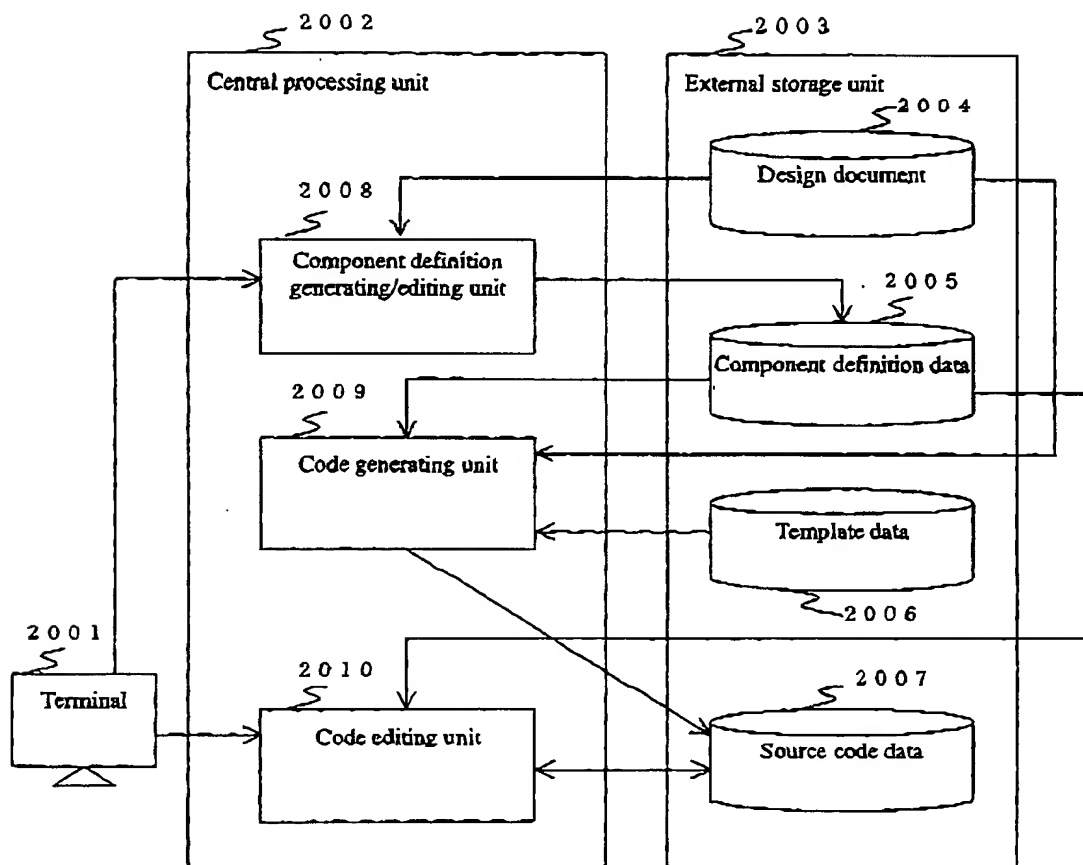 2002
2003
Central processing unit
External storage unit
2004
Design document
2008
Component definition
generating/editing unit
2005
Component definition data
2009
Code generating unit
Template data
2006
2001
Terminal
2010
Code editing unit
2007
Source code data